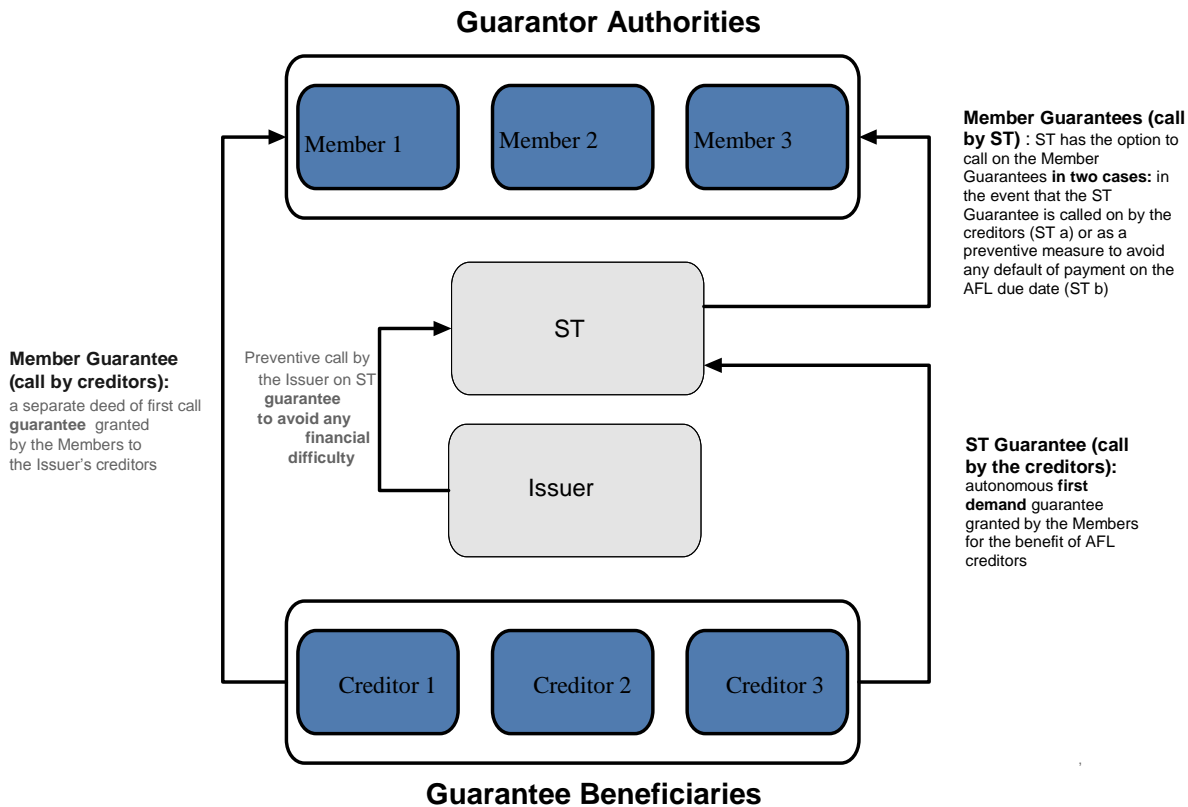 Guarantor Authorities
Member 1
Member 2
Member 3
Member Guarantees (call
by ST) : ST has the option to
call on the Member
Guarantees in two cases: in
the event that the ST
Guarantee is called on by the
creditors (ST a) or as a
preventive measure to avoid
any default of payment on the
AFL due date (ST b)
ST
Member Guarantee
(call by creditors):
a separate deed of first call
guarantee granted
by the Members to
the Issuer's creditors
Preventive call by
the Issuer on ST
guarantee
to avoid any
financial
difficulty
Issuer
ST Guarantee (call
by the creditors):
autonomous first
demand guarantee
granted by the Members
for the benefit of AFL
creditors
Creditor 1
Creditor 2
Creditor 3
,
Guarantee Beneficiaries